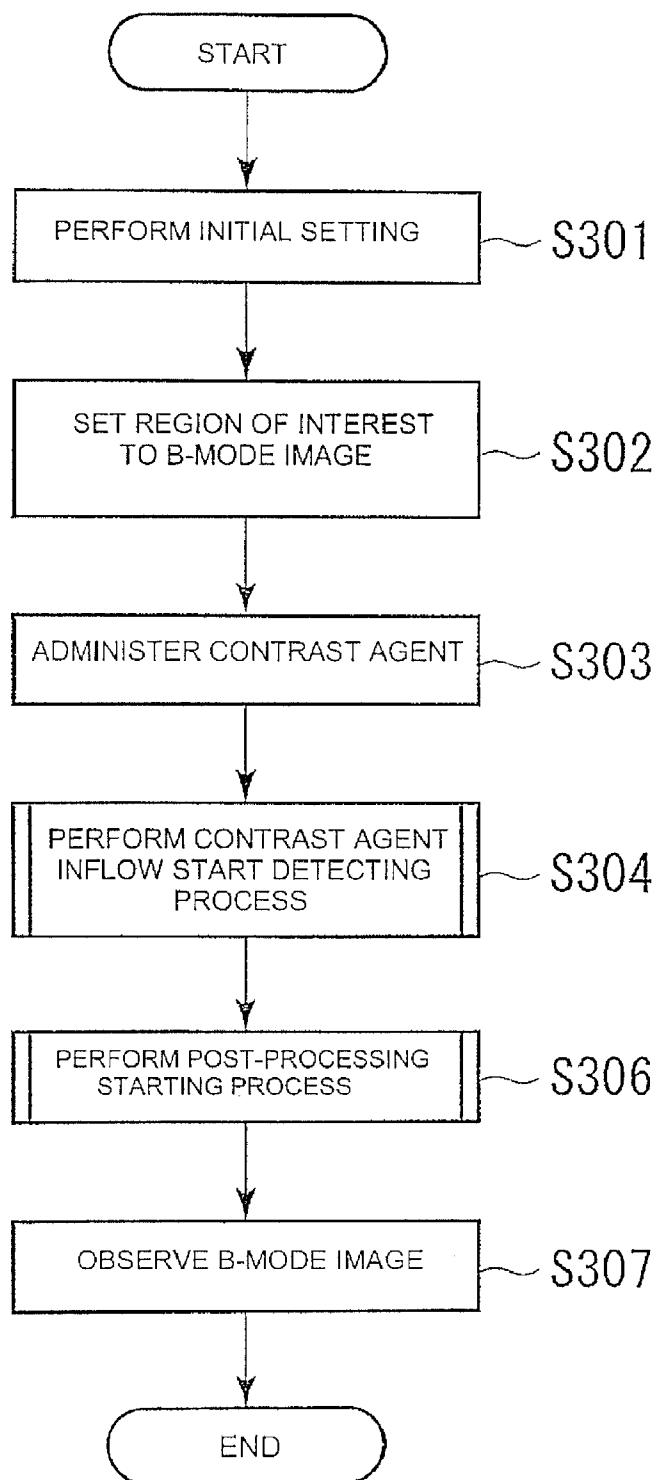 START
PERFORM INITIAL SETTING
S301
SET REGION OF INTEREST
TO B-MODE IMAGE
S302
ADMINISTER CONTRAST AGENT
S303
PERFORM CONTRAST AGENT
INFLOW START DETECTING
PROCESS
S304
PERFORM POST-PROCESSING
STARTING PROCESS
S306
OBSERVE B-MODE IMAGE
S307
END